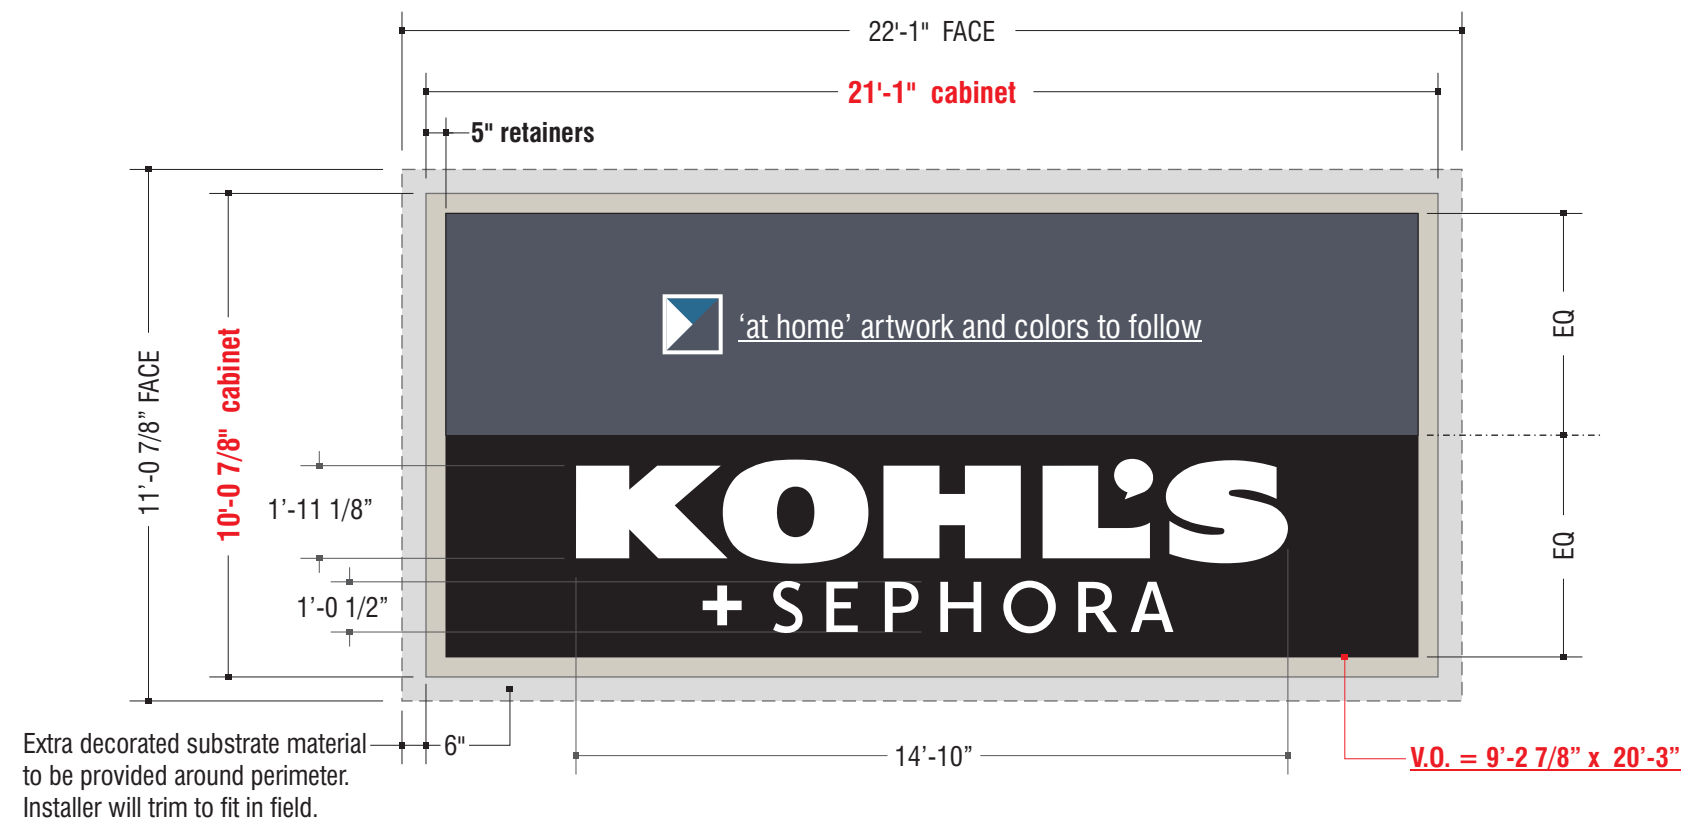 22'-1" FACE
21'-1" cabinet
5" retainers
11’-0 7/8” FACE
10'-0 7/8" cabinet
‘at home’ artwork and colors to follow
EQ
KOHL’S
1’-11 1/8”
EQ
+ SEPHORA
1’-0 1/2”
Extra decorated substrate material
to be provided around perimeter.
Installer will trim to fit in field.
6"
14’-10”
V.O. = 9’-2 7/8” x 20’-3”